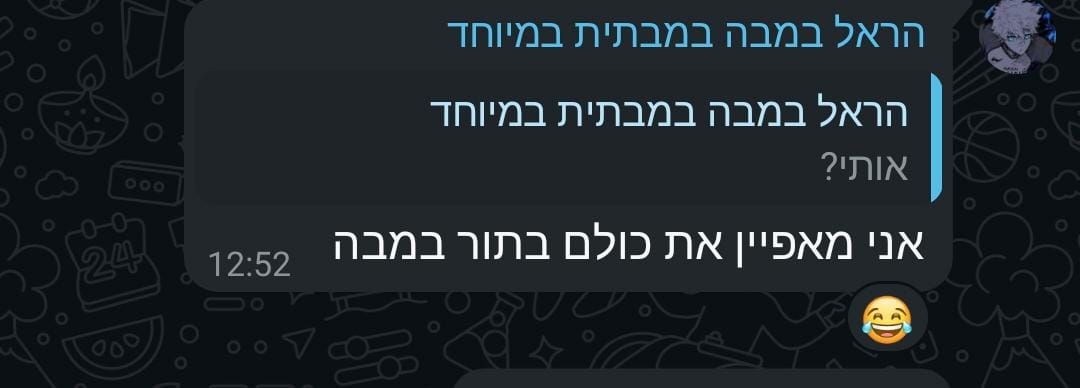 הראל במבה במבתית במיוחד
הראל במבה במבתית במיוחד
אותי?
אני מאפיין את כולם בתור במבה
12:52